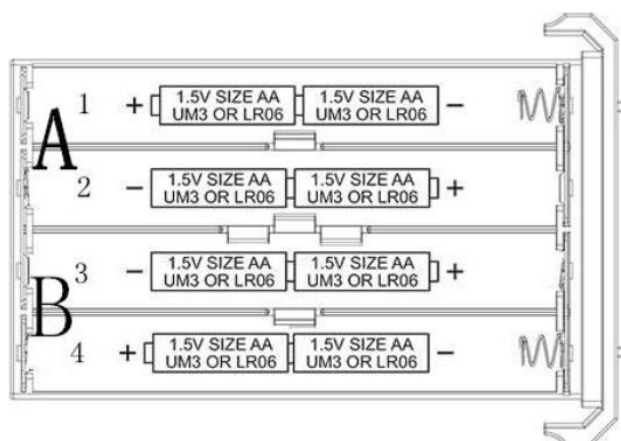 A
1 + 1.5V SIZE AA 1.5V SIZE AA -
UM3 OR LR06 UM3 OR LR06
2 - 1.5V SIZE AA 1.5V SIZE AA +
UM3 OR LR06 UM3 OR LR06
B
3 - 1.5V SIZE AA 1.5V SIZE AA +
UM3 OR LR06 UM3 OR LR06
4 + 1.5V SIZE AA 1.5V SIZE AA -
UM3 OR LR06 UM3 OR LR06